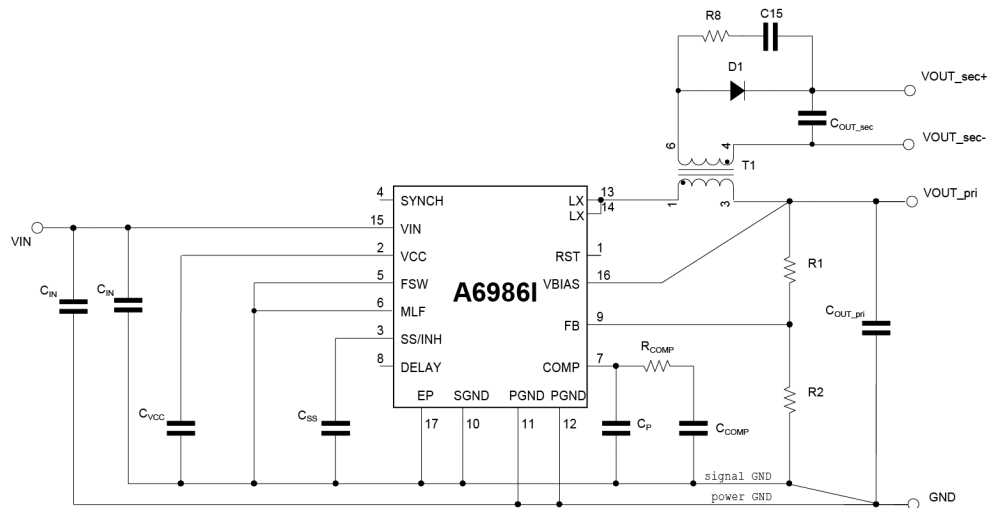 R8
C15
D1
VOUT_sec+
COUT_sec
VOUT_sec-
6
4
T1
1
3
VOUT_pri
4
SYNCH
LX
13
LX
14
15
VIN
VIN
2
VCC
RST
1
5
FSW
VBIAS
16
R1
CIN
CIN
6
MLF
A6986I
3
SS/INH
FB
9
COUT_pri
8
DELAY
COMP
7
RCOMP
R2
EP
SGND
PGND
PGND
17
10
11
12
CVCC
CSS
CP
CCOMP
signal GND
power GND
GND